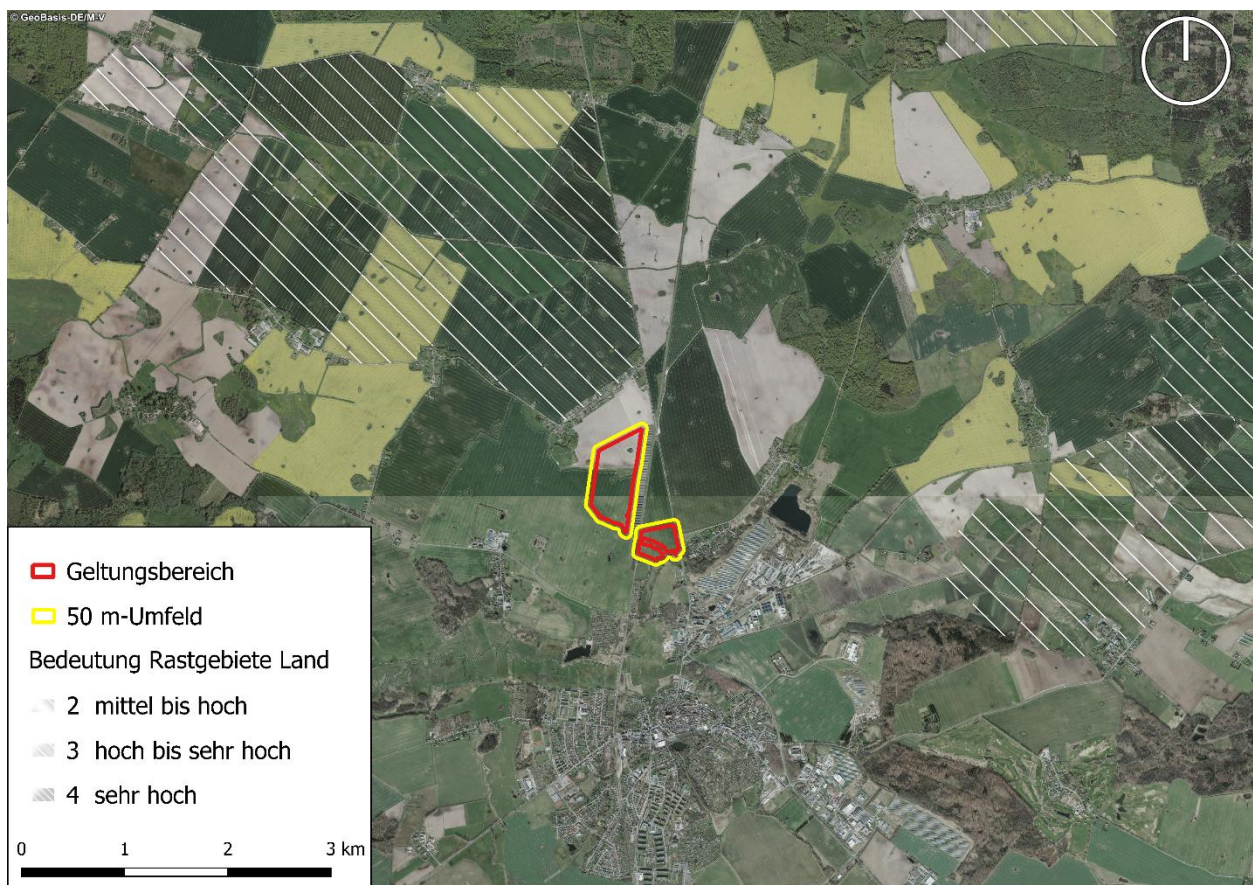 © GeoBasis-DE/M-V
Geltungsbereich
50 m-Umfeld
Bedeutung Rastgebiete Land
2 mittel bis hoch
3 hoch bis sehr hoch
4 sehr hoch
0 1 2 3 km